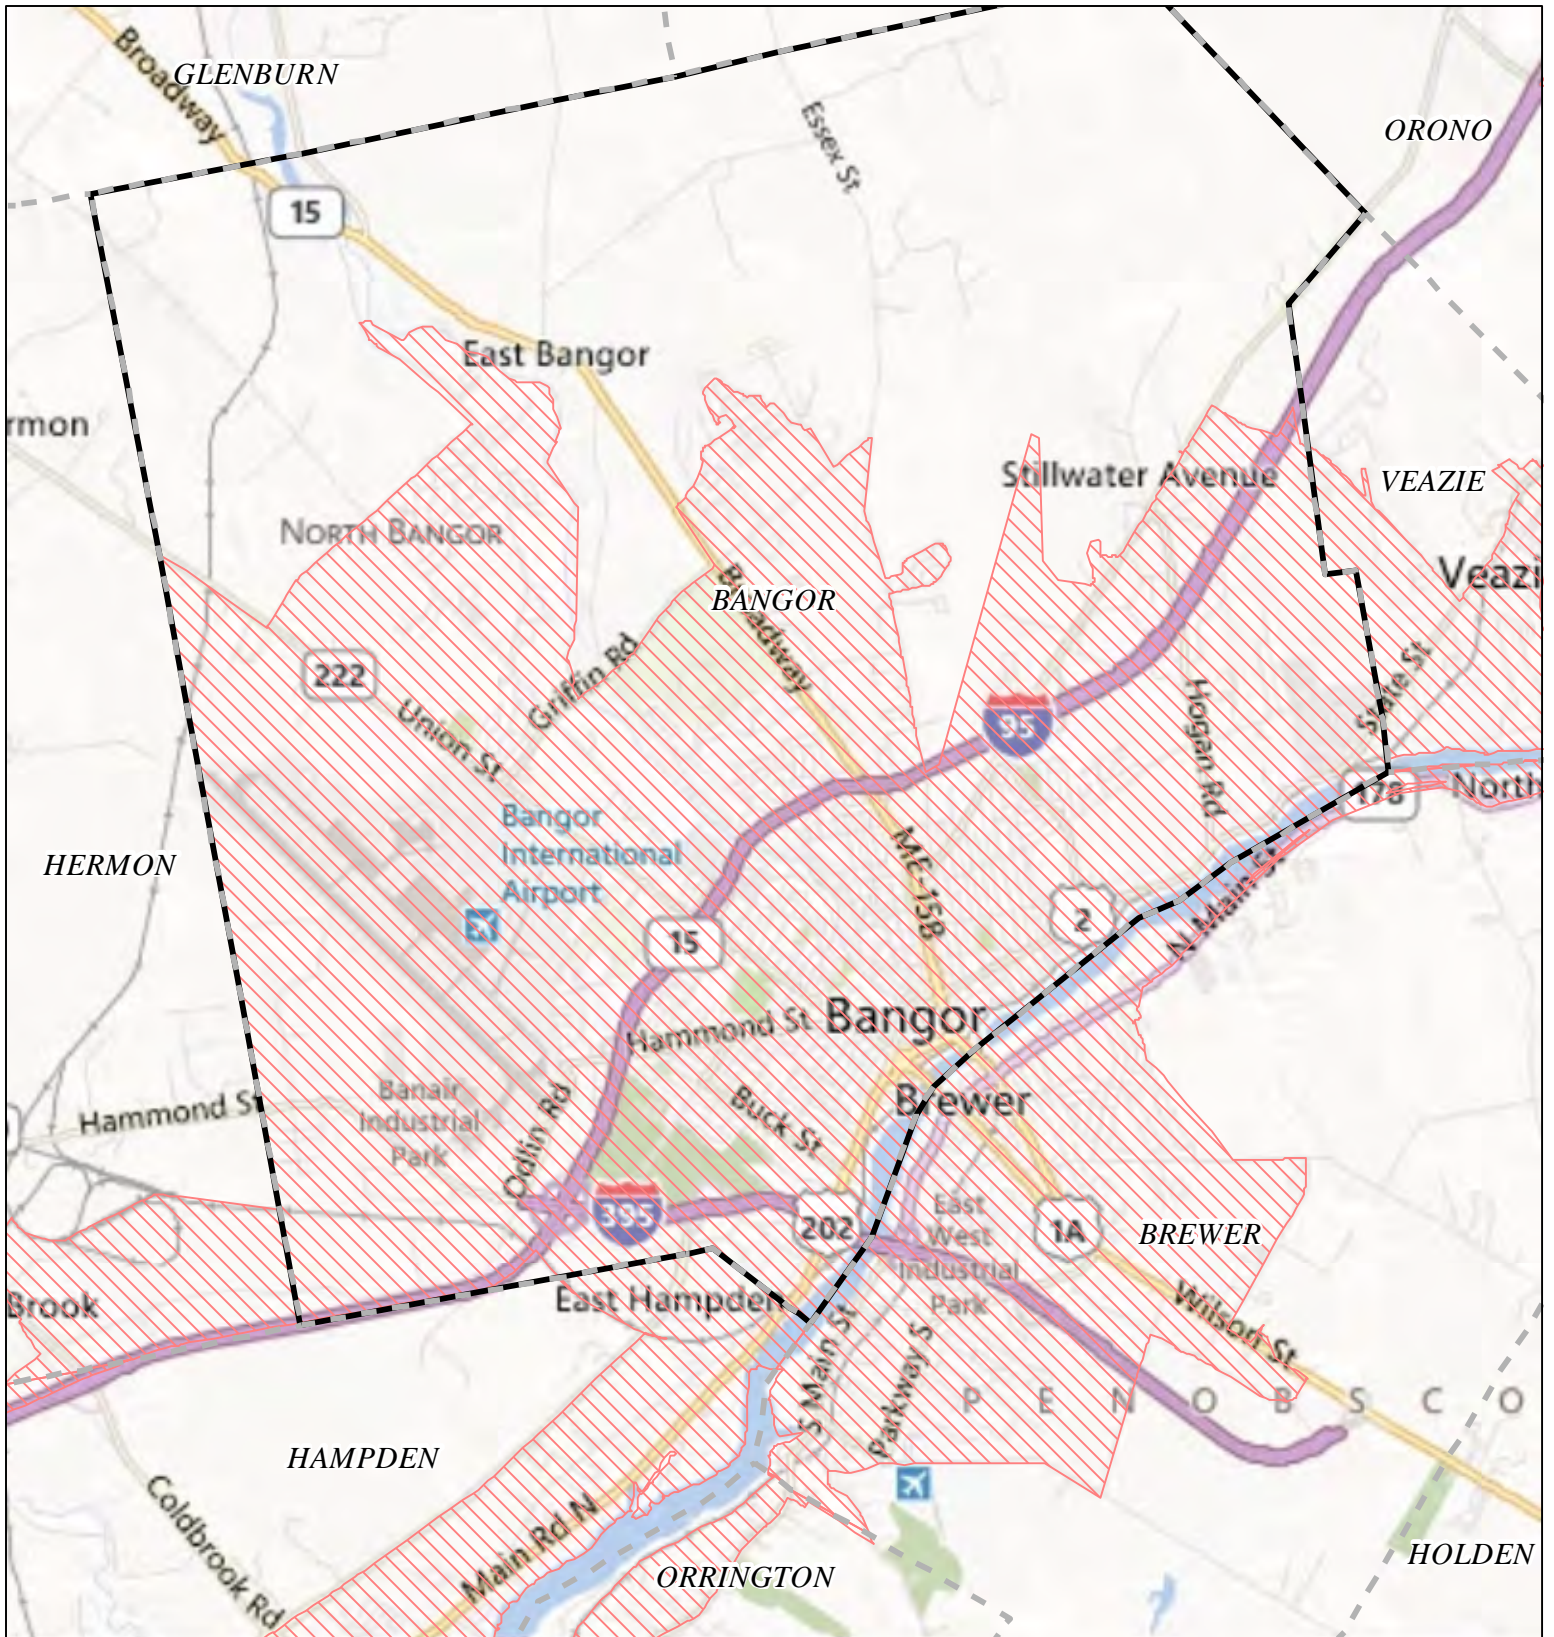 Broadway
GLENBURN
ORONO
Essex St
15
East Bangor
rmon
Stillwater Avenue
VEAZIE
NORTH BANGOR
Veazi
BANGOR
Broadway
Griffin Rd
222
Union St
State St
Hogan Rd
95
178
North
Bangor
International
Airport
HERMON
ME-15B
N Main St
2
15
Hammond St
Bangor
Hammond St
Banair
Industrial
Park
Odlin Rd
Buck St
Brewer
395
202
East
West
Industrial
Park
1A
BREWER
Brook
East Hampden
Wilson St
S Main St
Parkway S
PENOBSCO
HAMPDEN
Coldbrook Rd
Main Rd N
ORRINGTON
HOLDEN